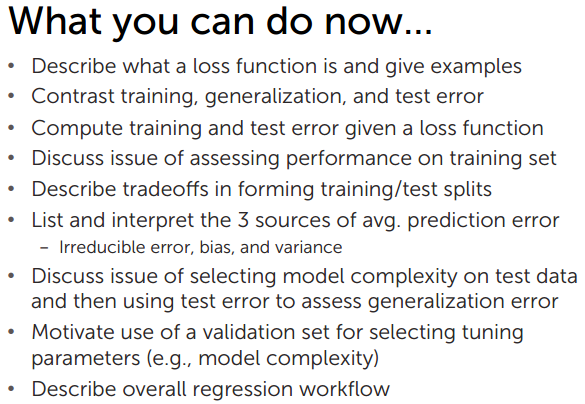 What you can do now...
• Describe what a loss function is and give examples
• Contrast training, generalization, and test error
• Compute training and test error given a loss function
• Discuss issue of assessing performance on training set
• Describe tradeoffs in forming training/test splits
• List and interpret the 3 sources of avg. prediction error
– Irreducible error, bias, and variance
• Discuss issue of selecting model complexity on test data
and then using test error to assess generalization error
• Motivate use of a validation set for selecting tuning
parameters (e.g., model complexity)
• Describe overall regression workflow